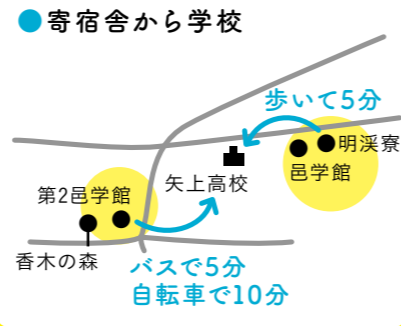 ●寄宿舎から学校
歩いて5分
明渓寮
邑学館
矢上高校
第2邑学館
香木の森
バスで5分
自転車で10分